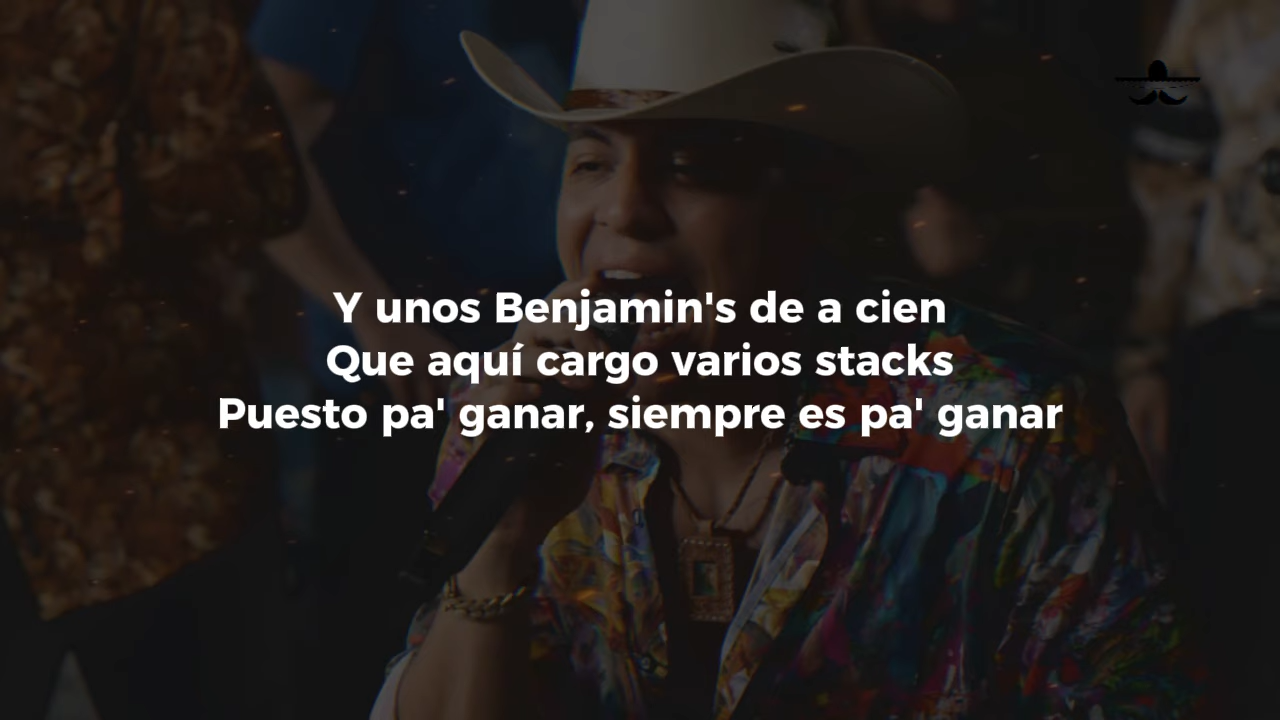 Y unos Benjamin's de a cien
Que aquí cargo varios stacks
Puesto pa' ganar, siempre es pa' ganar